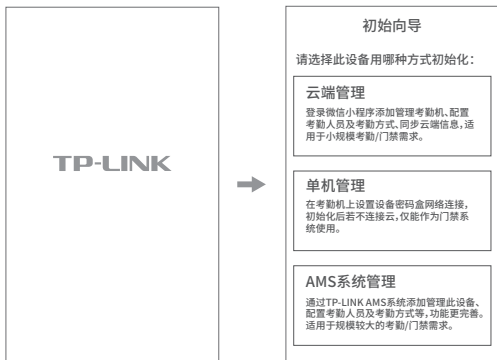 TP-LINK
初始向导
请选择此设备用哪种方式初始化：
云端管理
登录微信小程序添加管理考勤机、配置
考勤人员及考勤方式、同步云端信息，适
用于小规模考勤/门禁需求。
单机管理
在考勤机上设置设备密码盒网络连接，
初始化后若不连接云，仅能作为门禁系
统使用。
AMS系统管理
通过TP-LINK AMS系统添加管理此设备、
配置考勤人员及考勤方式等，功能更完善。
适用于规模较大的考勤/门禁需求。